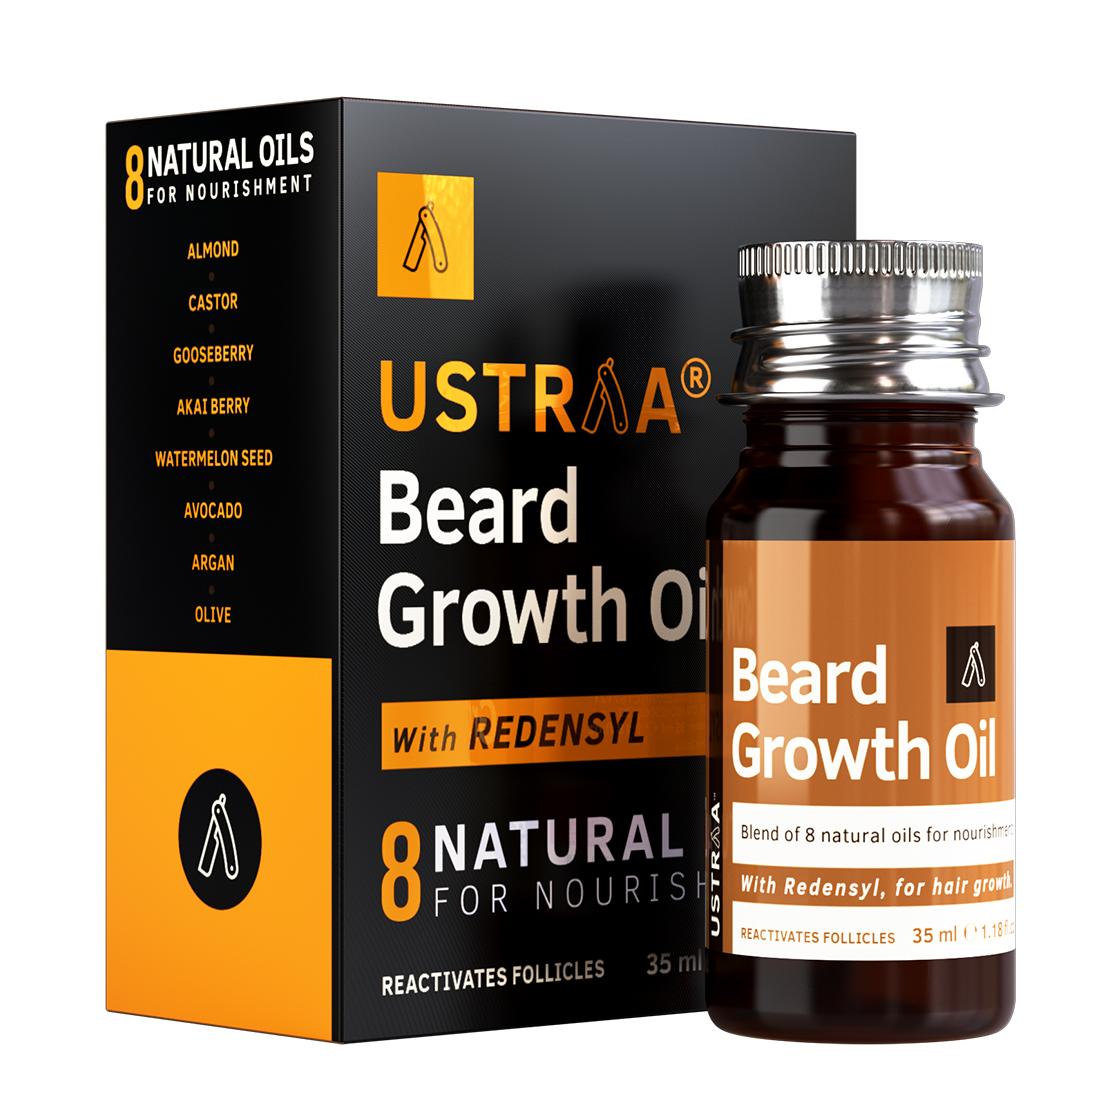 8 NATURAL OILS
FOR NOURISHMENT
ALMOND
CASTOR
GOOSEBERRY
AKAI BERRY
WATERMELON SEED
AVOCADO
ARGAN
OLIVE
USTRAA®
Beard
Growth Oi
With REDENSYL
8 NATURAL
FOR NOURISH
REACTIVATES FOLLICLES 35 ml
Beard
Growth Oil
Blend of 8 natural oils for nourishment
With Redensyl, for hair growth.
REACTIVATES FOLLICLES 35 ml
USTRAA